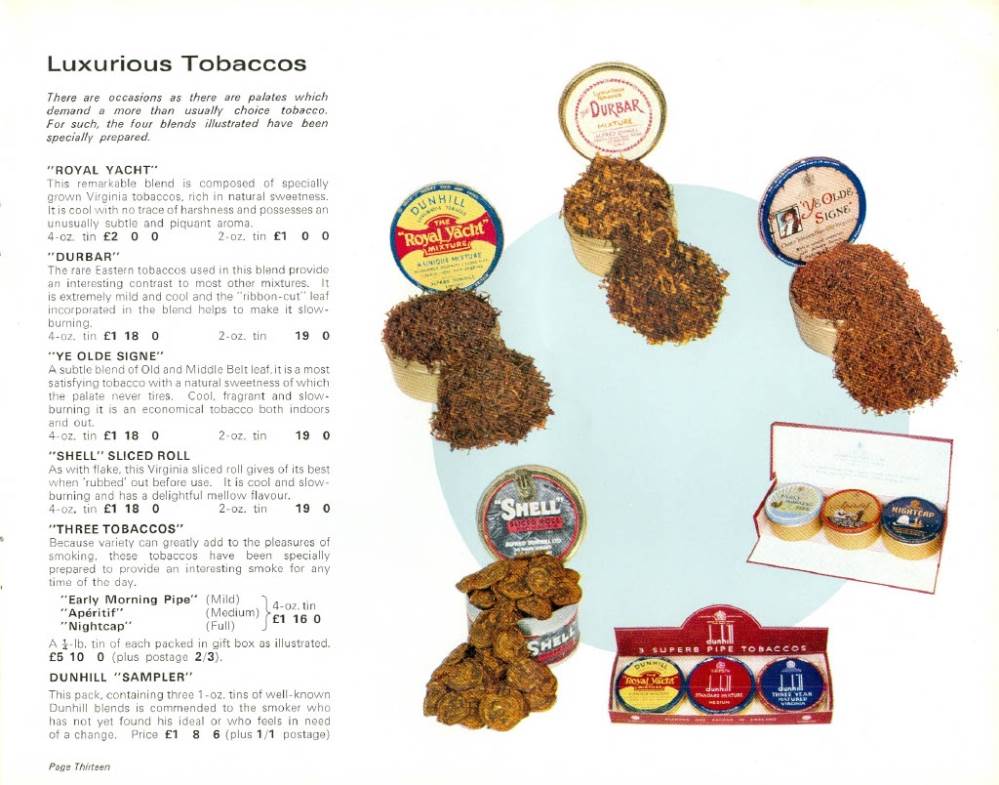 Luxurious Tobaccos
There are occasions as there are palates which
demand a more than usually choice tobacco.
For such, the four blends illustrated have been
specially prepared.
"ROYAL YACHT"
This remarkable blend is composed of specially
grown Virginia tobaccos, rich in natural sweetness.
It is cool with no trace of harshness and possesses an
unusually subtle and piquant aroma.
4-oz. tin £2 0 0 2-oz. tin £1 0 0
"DURBAR"
The rare Eastern tobaccos used in this blend provide
an interesting contrast to most other mixtures. It
is extremely mild and cool and the "ribbon-cut" leaf
incorporated in the blend helps to make it slow-
burning.
4-oz. tin £1 18 0 2-oz. tin 19 0
"YE OLDE SIGNE"
A subtle blend of Old and Middle Belt leaf, it is a most
satisfying tobacco with a natural sweetness of which
the palate never tires. Cool, fragrant and slow-
burning it is an economical tobacco both indoors
and out.
4-oz. tin £1 18 0 2-oz. tin 19 0
"SHELL" SLICED ROLL
As with flake, this Virginia sliced roll gives of its best
when 'rubbed' out before use. It is cool and slow-
burning and has a delightful mellow flavour.
4-oz. tin £1 18 0 2-oz. tin 19 0
"THREE TOBACCOS"
Because variety can greatly add to the pleasures of
smoking, these tobaccos have been specially
prepared to provide an interesting smoke for any
time of the day.
"Early Morning Pipe" (Mild)
"Apéritif" (Medium) 4-oz. tin
"Nightcap" (Full) £1 16 0
A ¼-lb. tin of each packed in gift box as illustrated.
£5 10 0 (plus postage 2/3).
DUNHILL "SAMPLER"
This pack, containing three 1-oz. tins of well-known
Dunhill blends is commended to the smoker who
has not yet found his ideal or who feels in need
of a change. Price £1 8 6 (plus 1/1 postage)
Page Thirteen
DURBAR
MIXTURE
DUNHILL
THE
"Royal Yacht"
MIXTURE
A UNIQUE MIXTURE
"YE OLDE
SIGNE"
"SHELL"
SLICED ROLL
ALFRED DUNHILL LTD
SHELL
EARLY MORNING
PIPE
NIGHTCAP
dunhill
3 SUPERB PIPE TOBACCOS
DUNHILL
"Royal Yacht"
MIXTURE
dunhill
STANDARD MIXTURE
MEDIUM
dunhill
THREE YEAR
MATURED
VIRGINIA